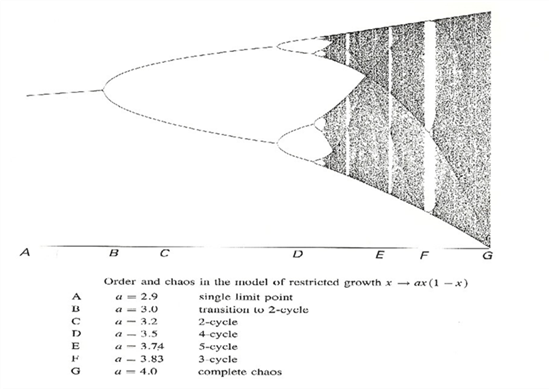 A B C D E F G
Order and chaos in the model of restricted growth x → ax(1 − x)
A a = 2.9 single limit point
B a = 3.0 transition to 2-cycle
C a = 3.2 2-cycle
D a = 3.5 4-cycle
E a = 3.74 5-cycle
F a = 3.83 3-cycle
G a = 4.0 complete chaos